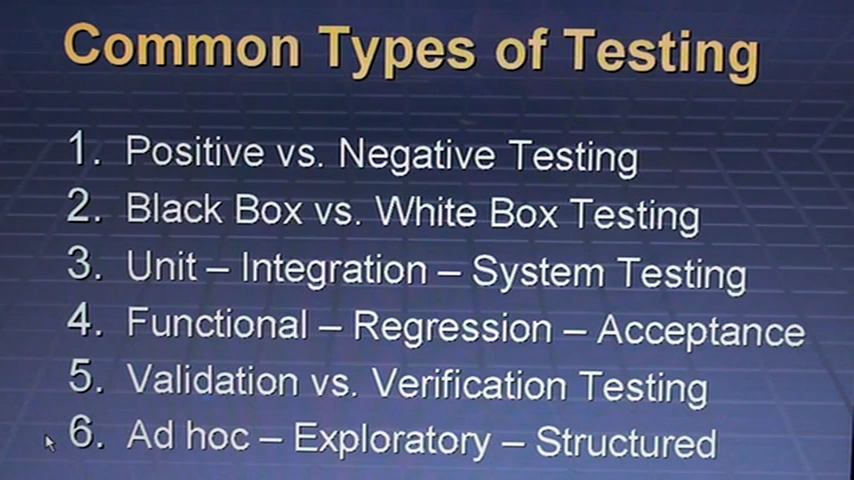 Common Types of Testing
1. Positive vs. Negative Testing
2. Black Box vs. White Box Testing
3. Unit – Integration – System Testing
4. Functional – Regression – Acceptance
5. Validation vs. Verification Testing
6. Ad hoc – Exploratory – Structured